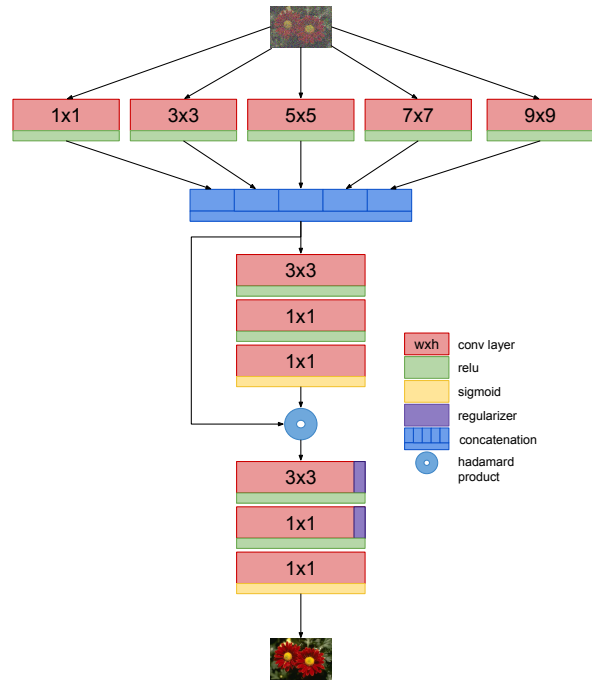 1x1
3x3
5x5
7x7
9x9
3x3
1x1
1x1
wxh conv layer
relu
sigmoid
regularizer
concatenation
hadamard
product
3x3
1x1
1x1